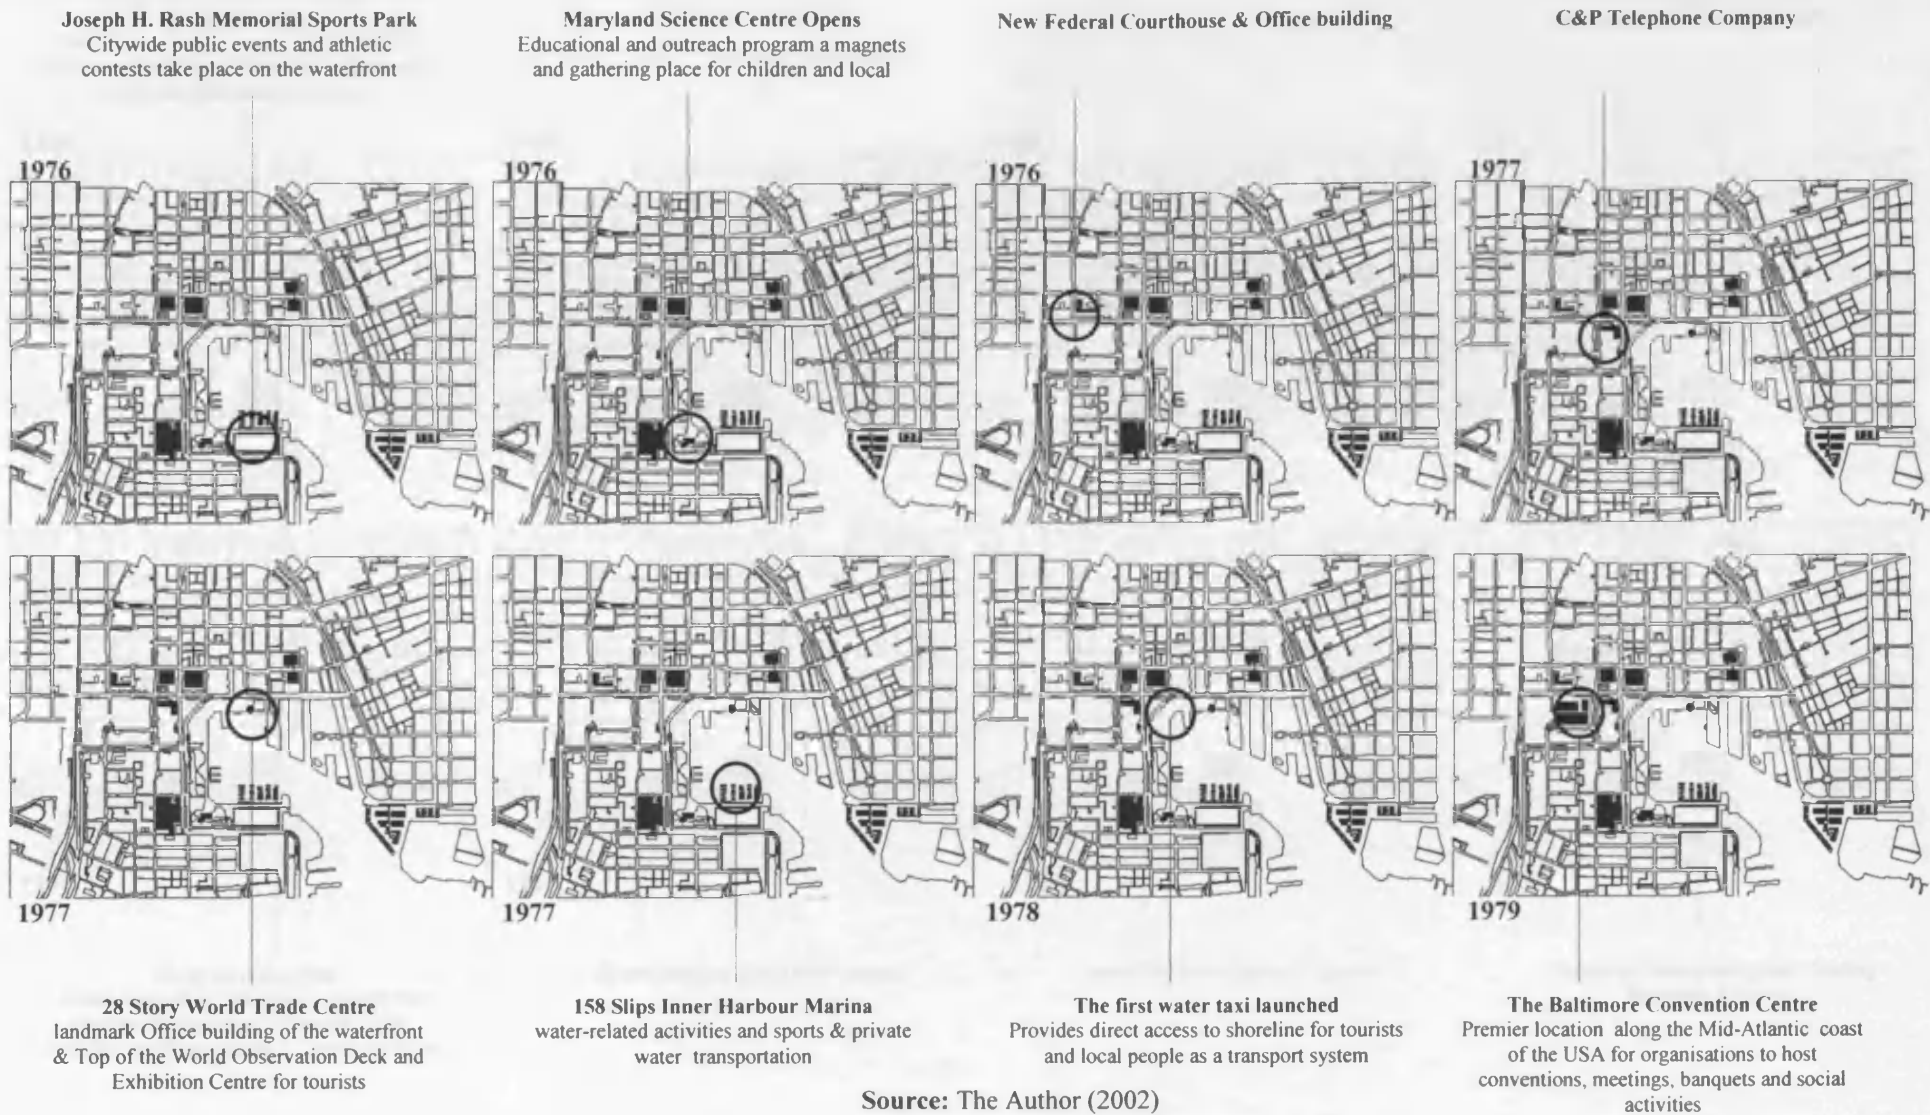 Joseph H. Rash Memorial Sports Park
Citywide public events and athletic
contests take place on the waterfront
Maryland Science Centre Opens
Educational and outreach program a magnets
and gathering place for children and local
New Federal Courthouse & Office building
C&P Telephone Company
1976
1976
1976
1977
1977
1977
1978
1979
28 Story World Trade Centre
landmark Office building of the waterfront
& Top of the World Observation Deck and
Exhibition Centre for tourists
158 Slips Inner Harbour Marina
water-related activities and sports & private
water transportation
The first water taxi launched
Provides direct access to shoreline for tourists
and local people as a transport system
The Baltimore Convention Centre
Premier location along the Mid-Atlantic coast
of the USA for organisations to host
conventions, meetings, banquets and social
activities
Source: The Author (2002)